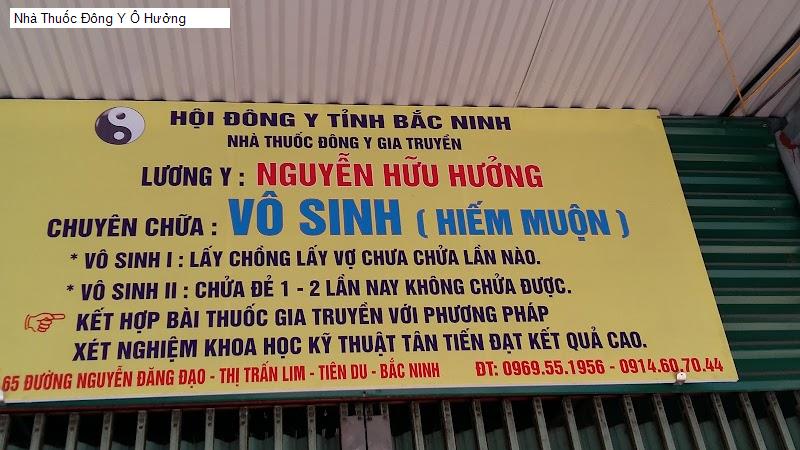 Nhà Thuốc Đông Y Ô Hưởng
HỘI ĐÔNG Y TỈNH BẮC NINH
NHÀ THUỐC ĐÔNG Y GIA TRUYỀN
LƯƠNG Y : NGUYỄN HỮU HƯỞNG
CHUYÊN CHỮA : VÔ SINH ( HIẾM MUỘN )
* VÔ SINH I : LẤY CHỒNG LẤY VỢ CHƯA CHỬA LẦN NÀO.
* VÔ SINH II : CHỬA ĐẺ 1 - 2 LẦN NAY KHÔNG CHỬA ĐƯỢC.
KẾT HỢP BÀI THUỐC GIA TRUYỀN VỚI PHƯƠNG PHÁP
XÉT NGHIỆM KHOA HỌC KỸ THUẬT TÂN TIẾN ĐẠT KẾT QUẢ CAO.
65 ĐƯỜNG NGUYỄN ĐĂNG ĐẠO - THỊ TRẤN LIM - TIÊN DU - BẮC NINH ĐT: 0969.55.1956 - 0914.60.70.44